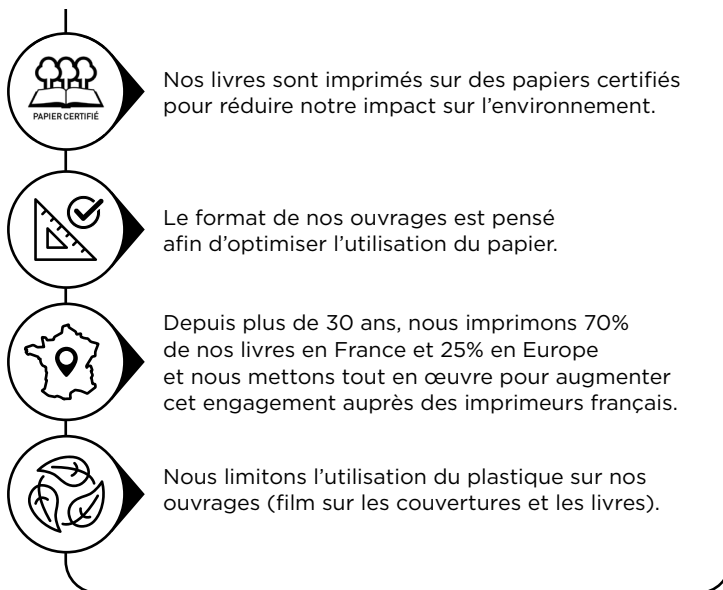 PAPIER CERTIFIÉ
Nos livres sont imprimés sur des papiers certifiés
pour réduire notre impact sur l’environnement.
Le format de nos ouvrages est pensé
afin d’optimiser l’utilisation du papier.
Depuis plus de 30 ans, nous imprimons 70%
de nos livres en France et 25% en Europe
et nous mettons tout en œuvre pour augmenter
cet engagement auprès des imprimeurs français.
Nous limitons l’utilisation du plastique sur nos
ouvrages (film sur les couvertures et les livres).